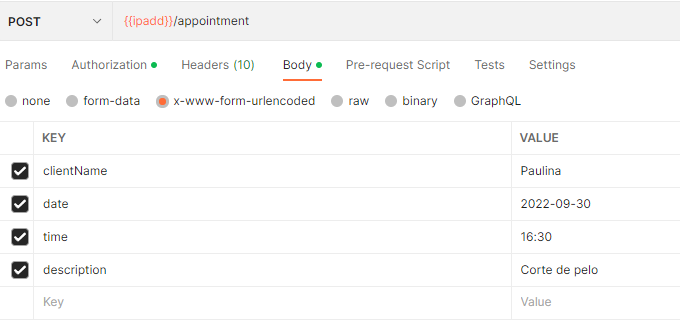 POST {{ipadd}}/appointment
Params Authorization Headers (10) Body Pre-request Script Tests Settings
none form-data x-www-form-urlencoded raw binary GraphQL
KEY VALUE
clientName Paulina
date 2022-09-30
time 16:30
description Corte de pelo
Key Value